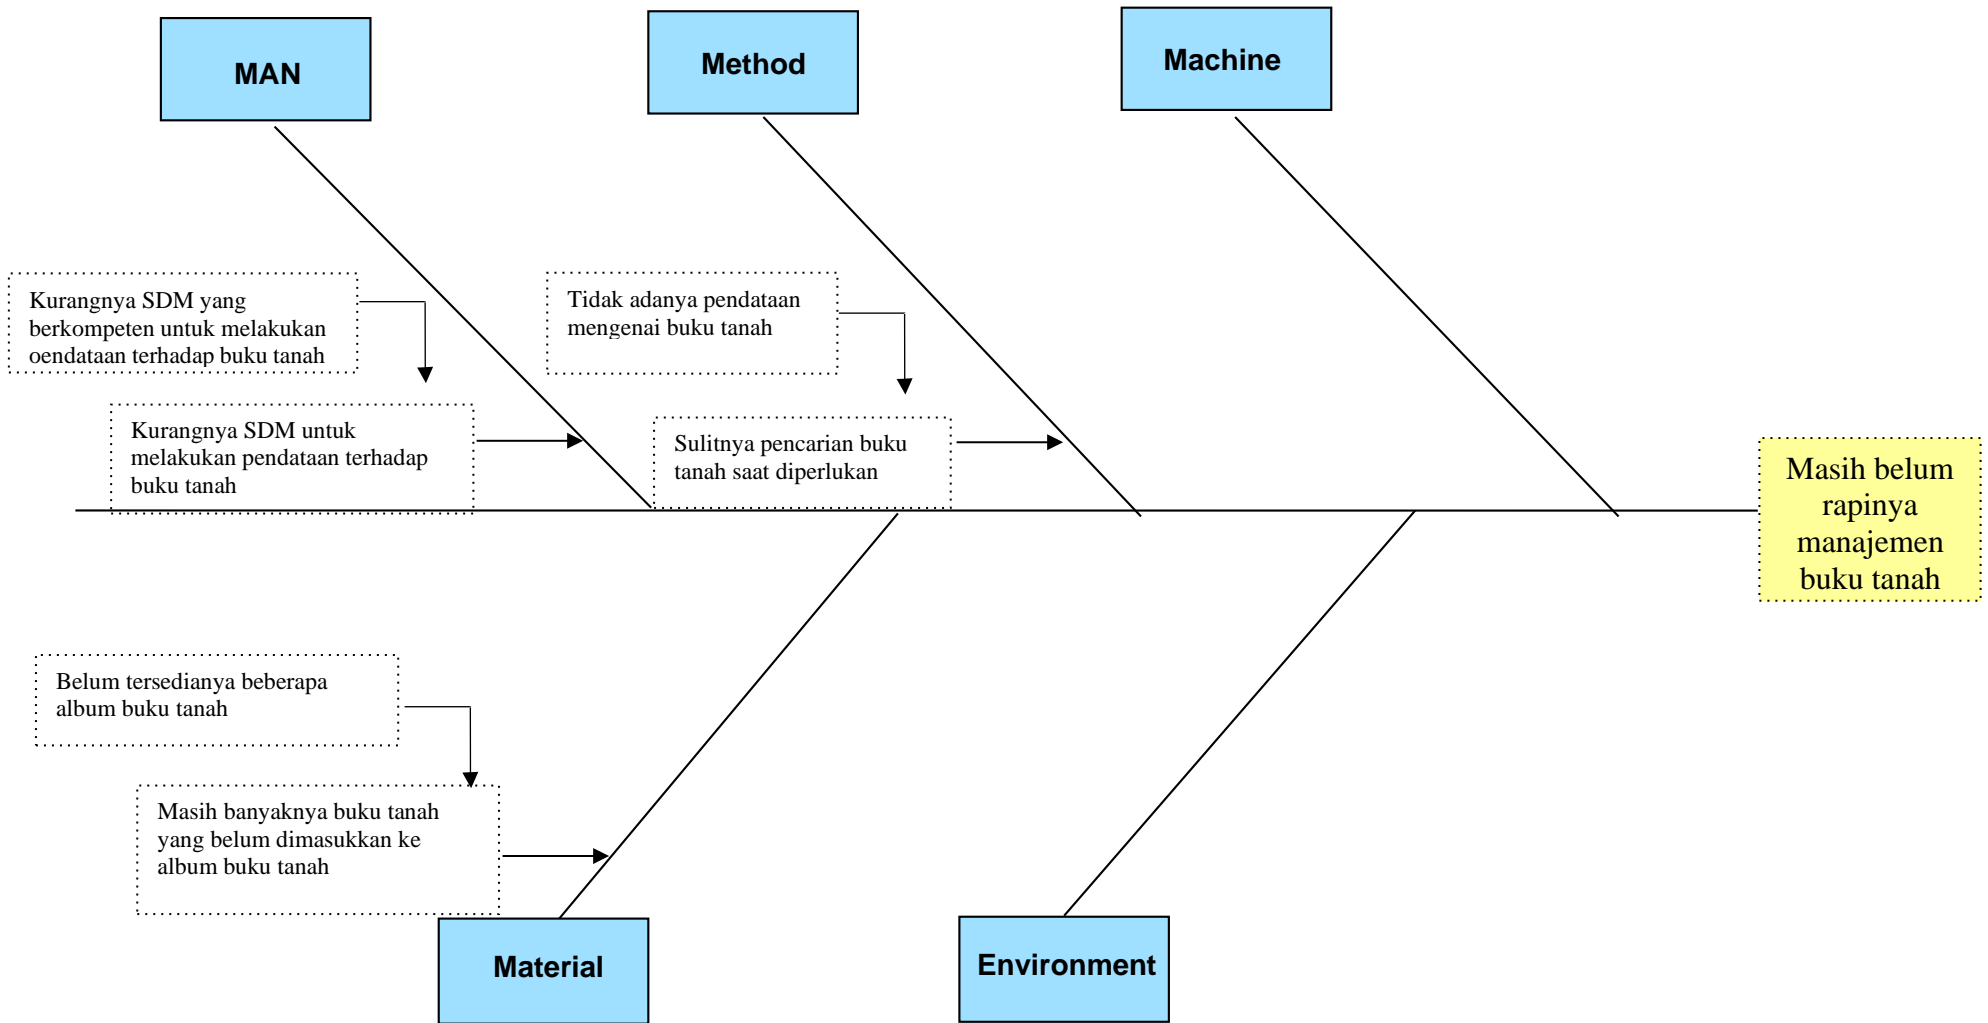 MAN
Method
Machine
Kurangnya SDM yang
berkompeten untuk melakukan
oendataan terhadap buku tanah
Tidak adanya pendataan
mengenai buku tanah
Kurangnya SDM untuk
melakukan pendataan terhadap
buku tanah
Sulitnya pencarian buku
tanah saat diperlukan
Masih belum
rapinya
manajemen
buku tanah
Belum tersedianya beberapa
album buku tanah
Masih banyaknya buku tanah
yang belum dimasukkan ke
album buku tanah
Material
Environment